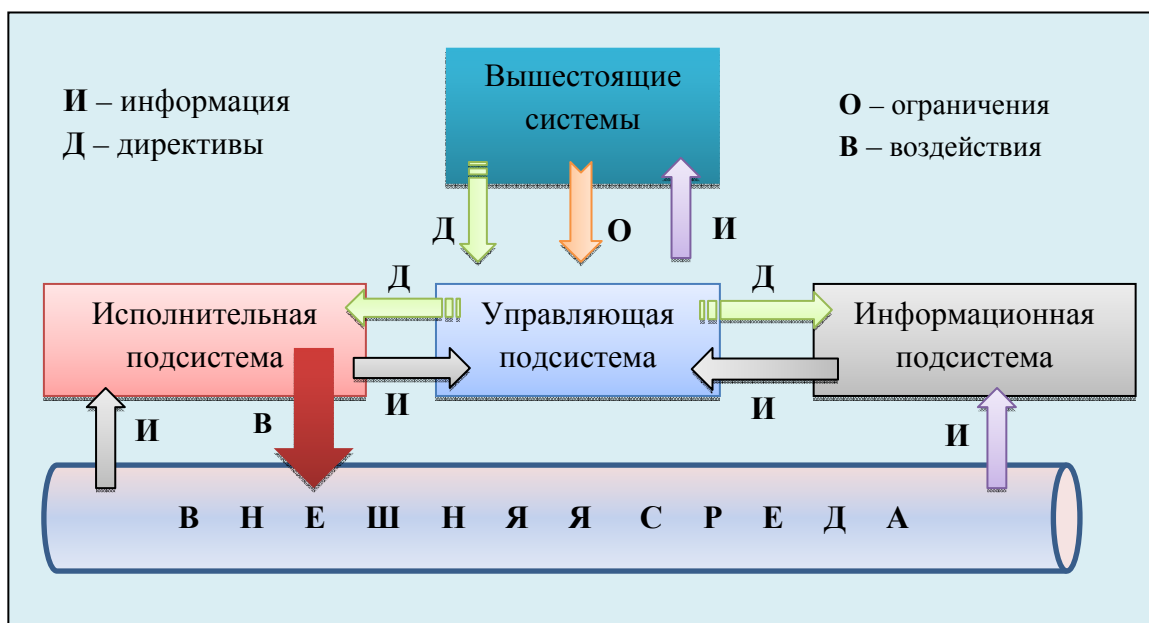 Вышестоящие
системы
И – информация
Д – директивы
О – ограничения
В – воздействия
Д
О
И
Д
Д
Исполнительная
подсистема
Управляющая
подсистема
Информационная
подсистема
И
В
И
И
И
В Н Е Ш Н Я Я С Р Е Д А